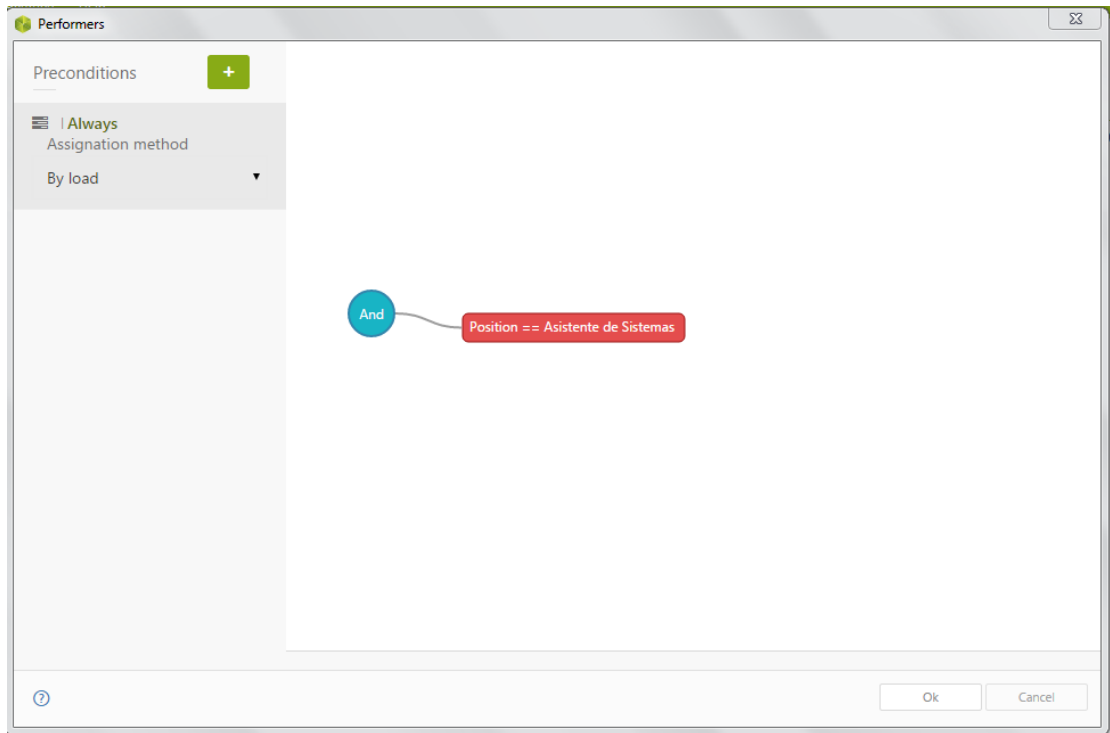 Performers
Preconditions
+
| Always
Assignation method
By load
And
Position == Asistente de Sistemas
?
Ok
Cancel